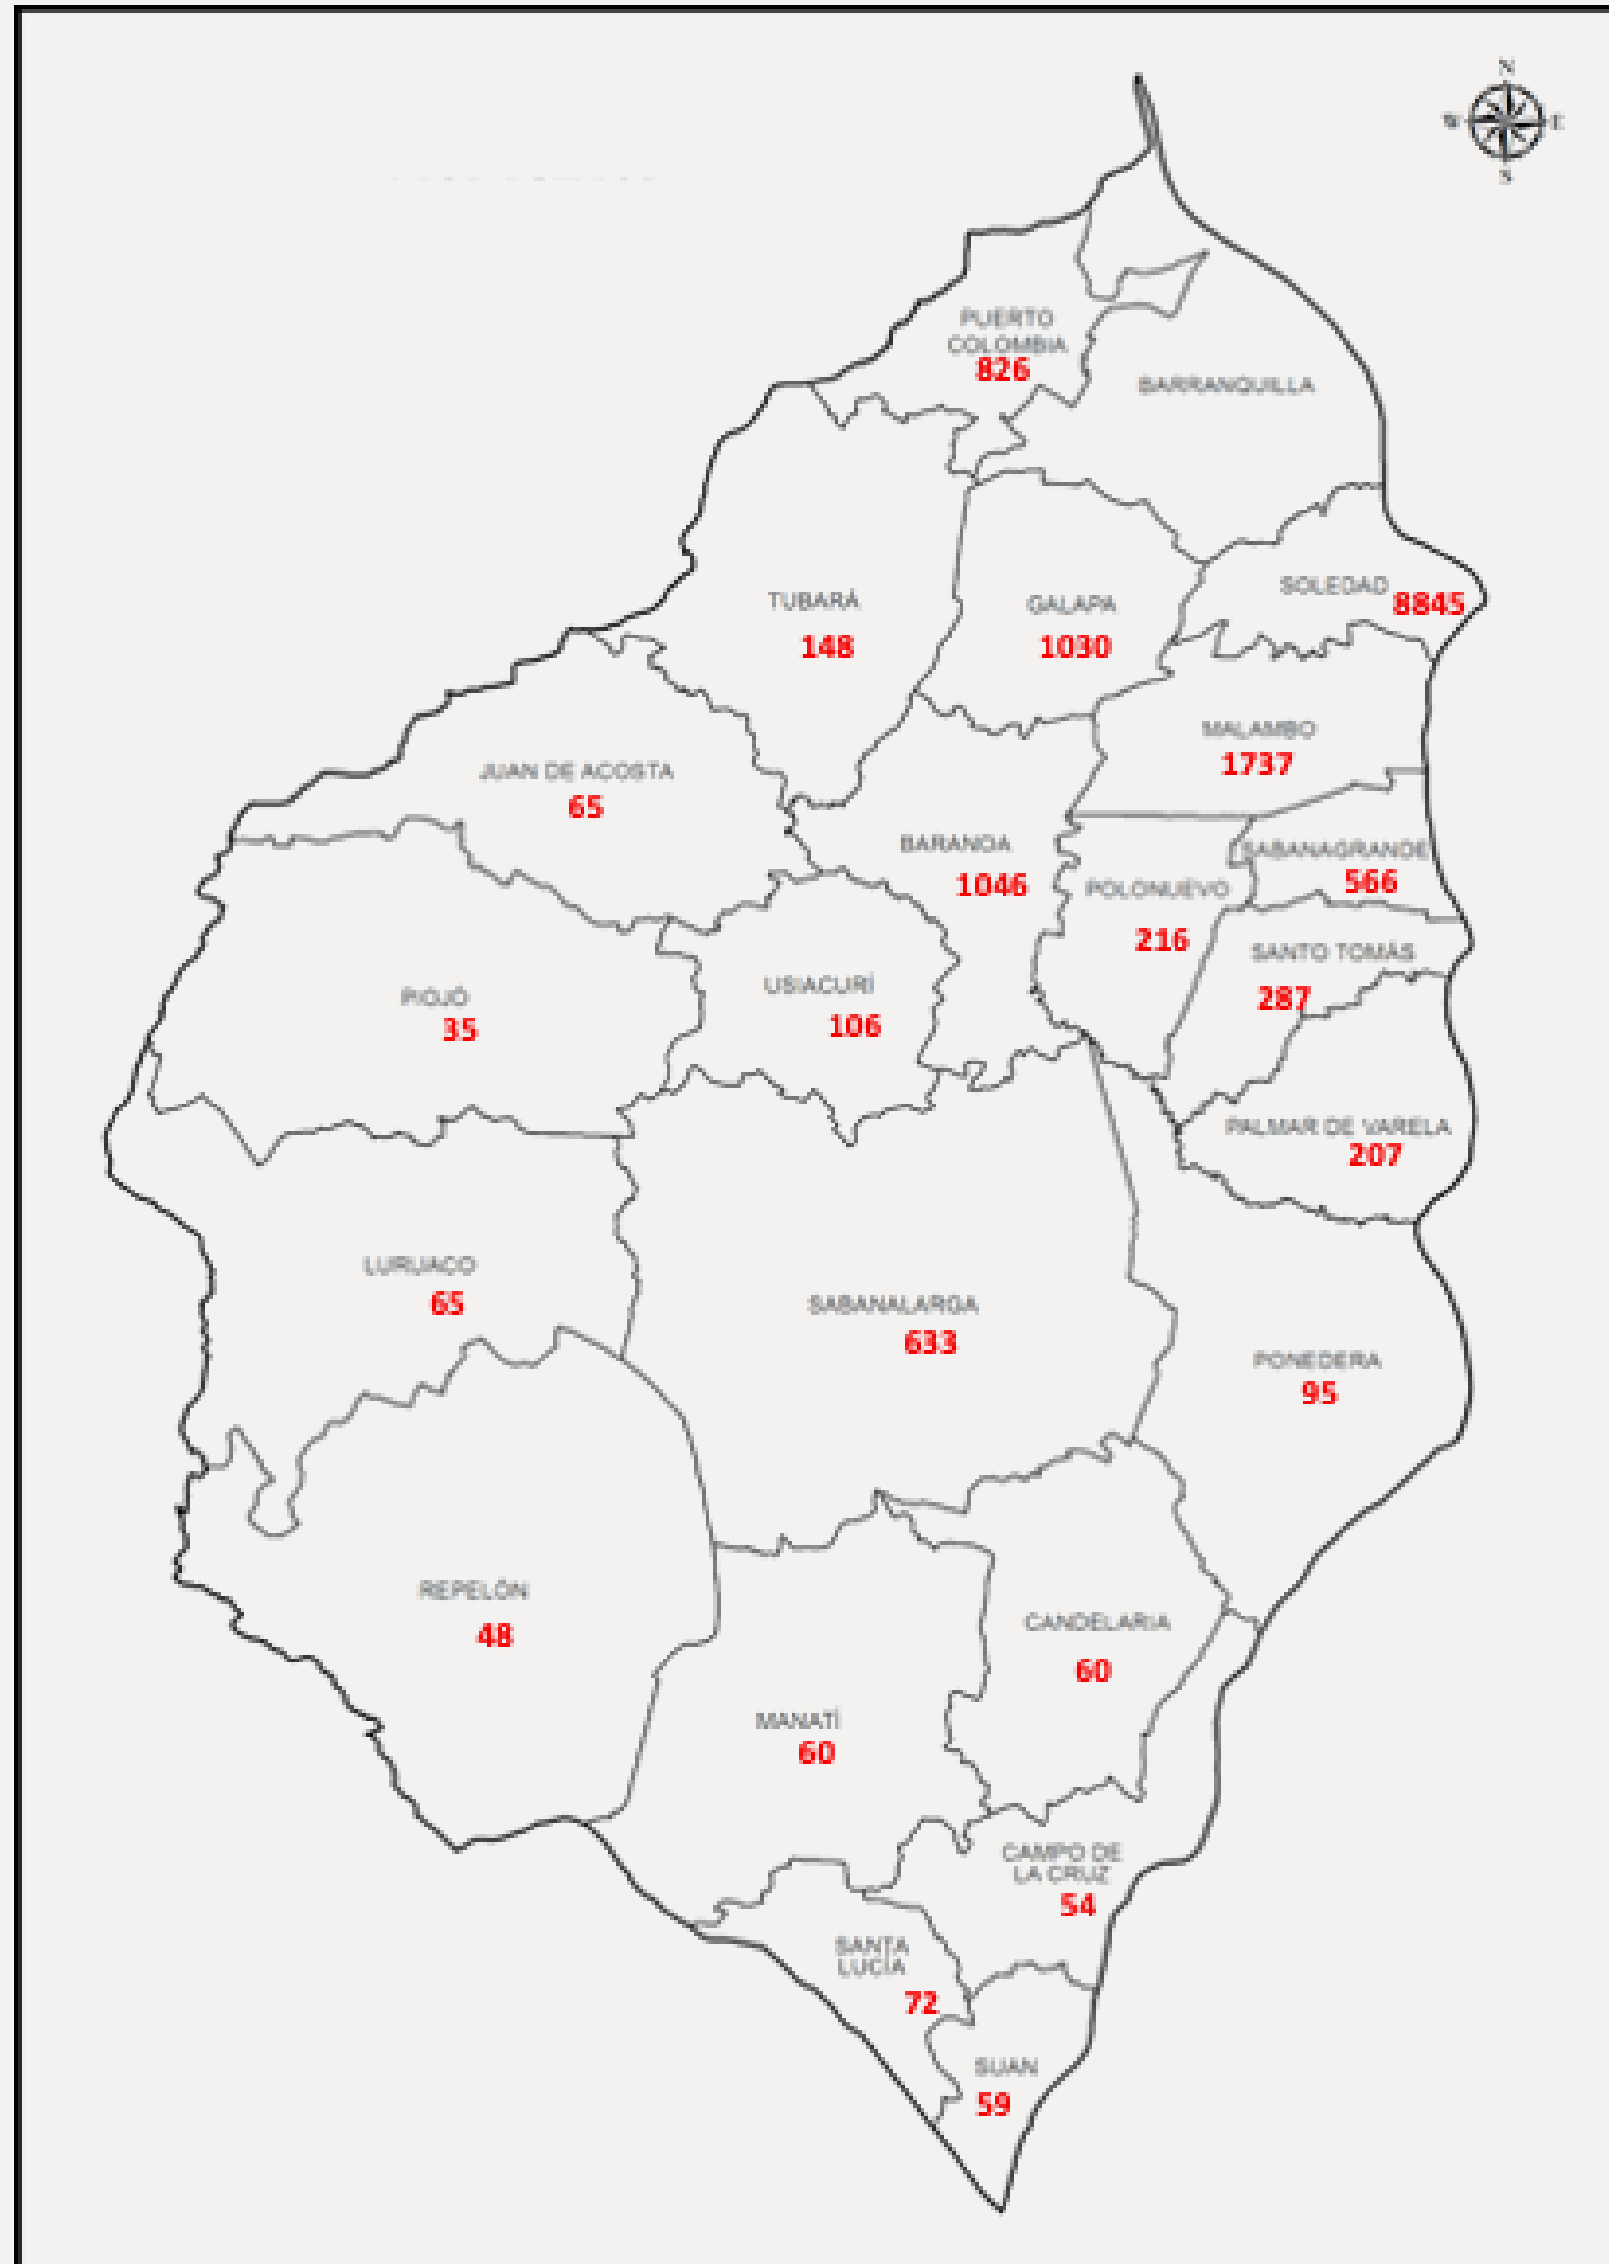 N
W E
S
PUERTO
COLOMBIA
826
BARRANQUILLA
SOLEDAD
8845
TUBARÁ
148
GALAPA
1030
MALAMBO
1737
JUAN DE ACOSTA
65
BARANOA
1046
SABANAGRANDE
566
POLONUEVO
216
SANTO TOMÁS
287
PIOJÓ
35
USIACURÍ
106
PALMAR DE VARELA
207
LURUACO
65
SABANALARGA
633
PONEDERA
95
REPELÓN
48
CANDELARIA
60
MANATÍ
60
CAMPO DE
LA CRUZ
54
SANTA
LUCÍA
72
SUAN
59